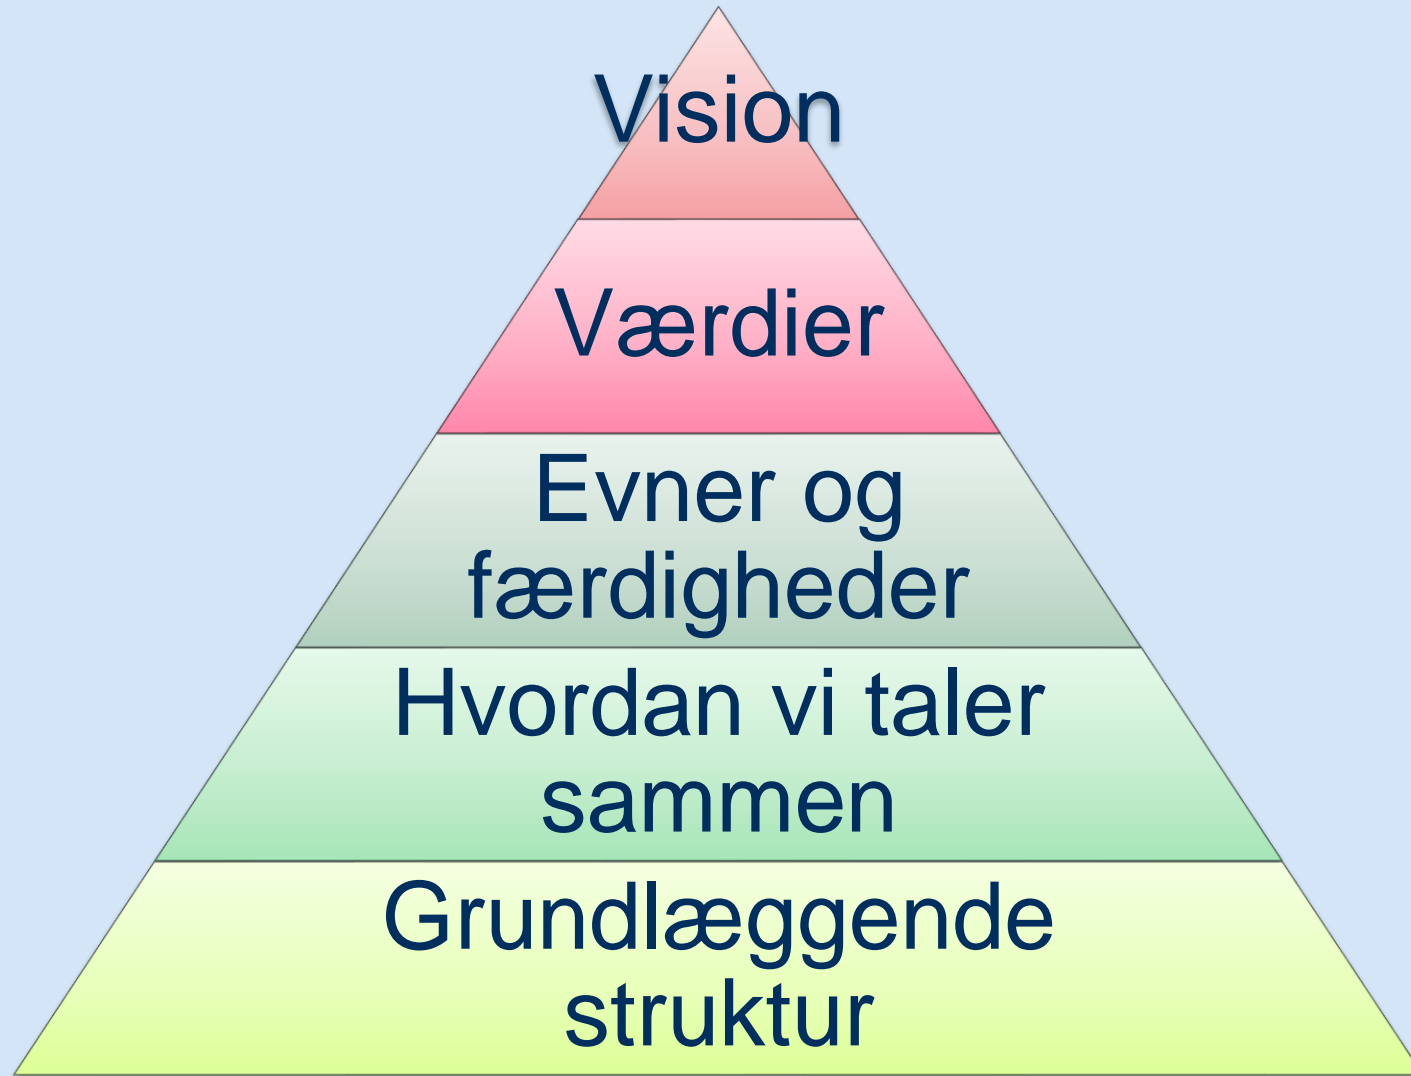 Vision
Værdier
Evner og
færdigheder
Hvordan vi taler
sammen
Grundlæggende
struktur